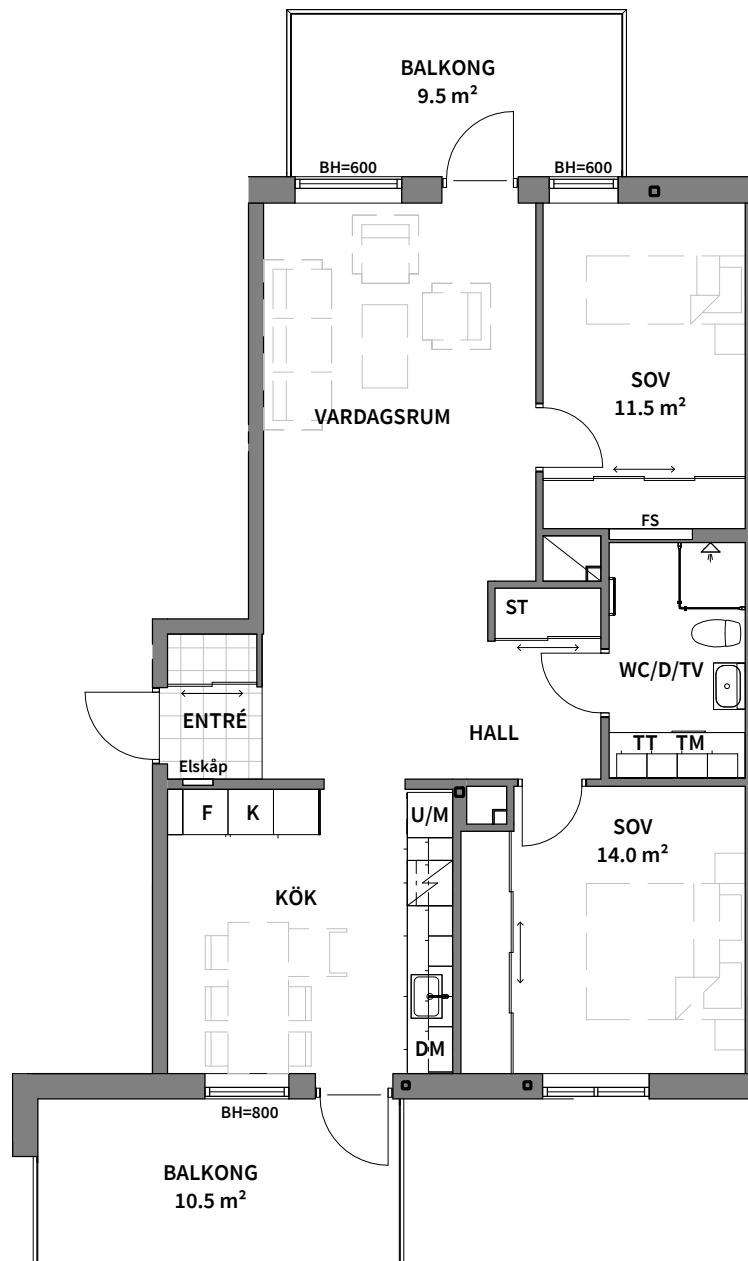 BALKONG
9.5 m²
BH=600
BH=600
SOV
11.5 m²
VARDAGSRUM
FS
ST
WC/D/TV
ENTRÉ
HALL
TT TM
Elskåp
F K
U/M
SOV
14.0 m²
KÖK
DM
BH=800
BALKONG
10.5 m²